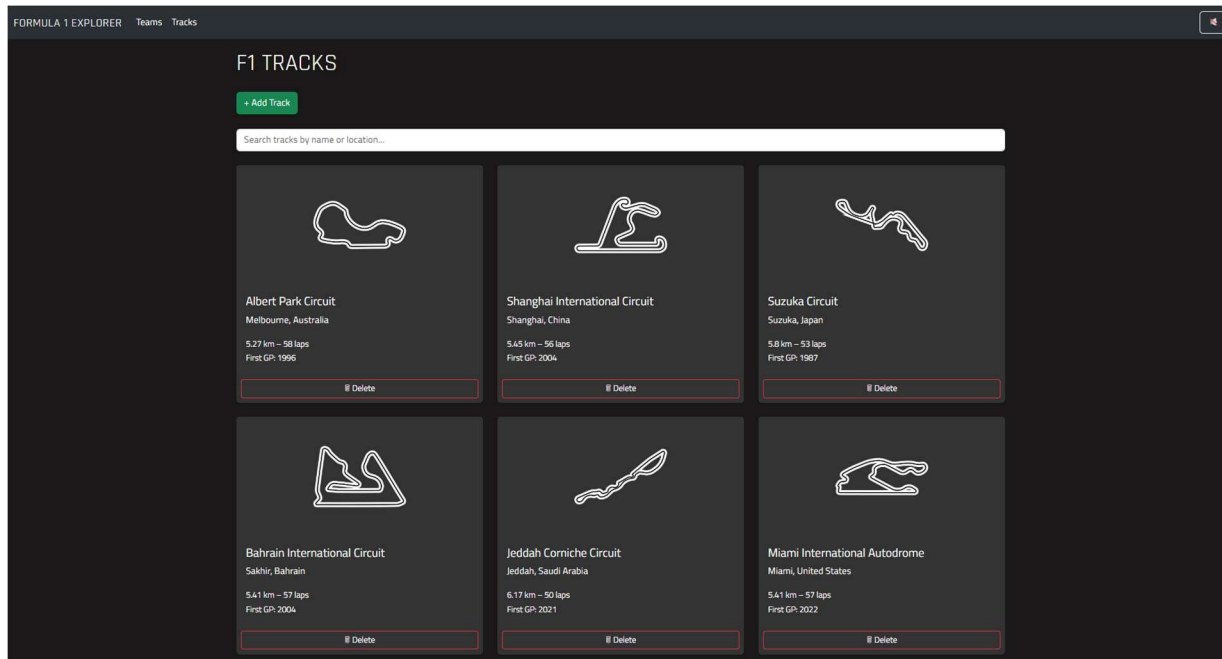 FORMULA 1 EXPLORER Teams Tracks
F1 TRACKS
+ Add Track
Search tracks by name or location...
Albert Park Circuit
Melbourne, Australia
5.27 km – 58 laps
First GP: 1996
Delete
Shanghai International Circuit
Shanghai, China
5.45 km – 56 laps
First GP: 2004
Delete
Suzuka Circuit
Suzuka, Japan
5.8 km – 53 laps
First GP: 1987
Delete
Bahrain International Circuit
Sakhir, Bahrain
5.41 km – 57 laps
First GP: 2004
Delete
Jeddah Corniche Circuit
Jeddah, Saudi Arabia
6.17 km – 50 laps
First GP: 2021
Delete
Miami International Autodrome
Miami, United States
5.41 km – 57 laps
First GP: 2022
Delete